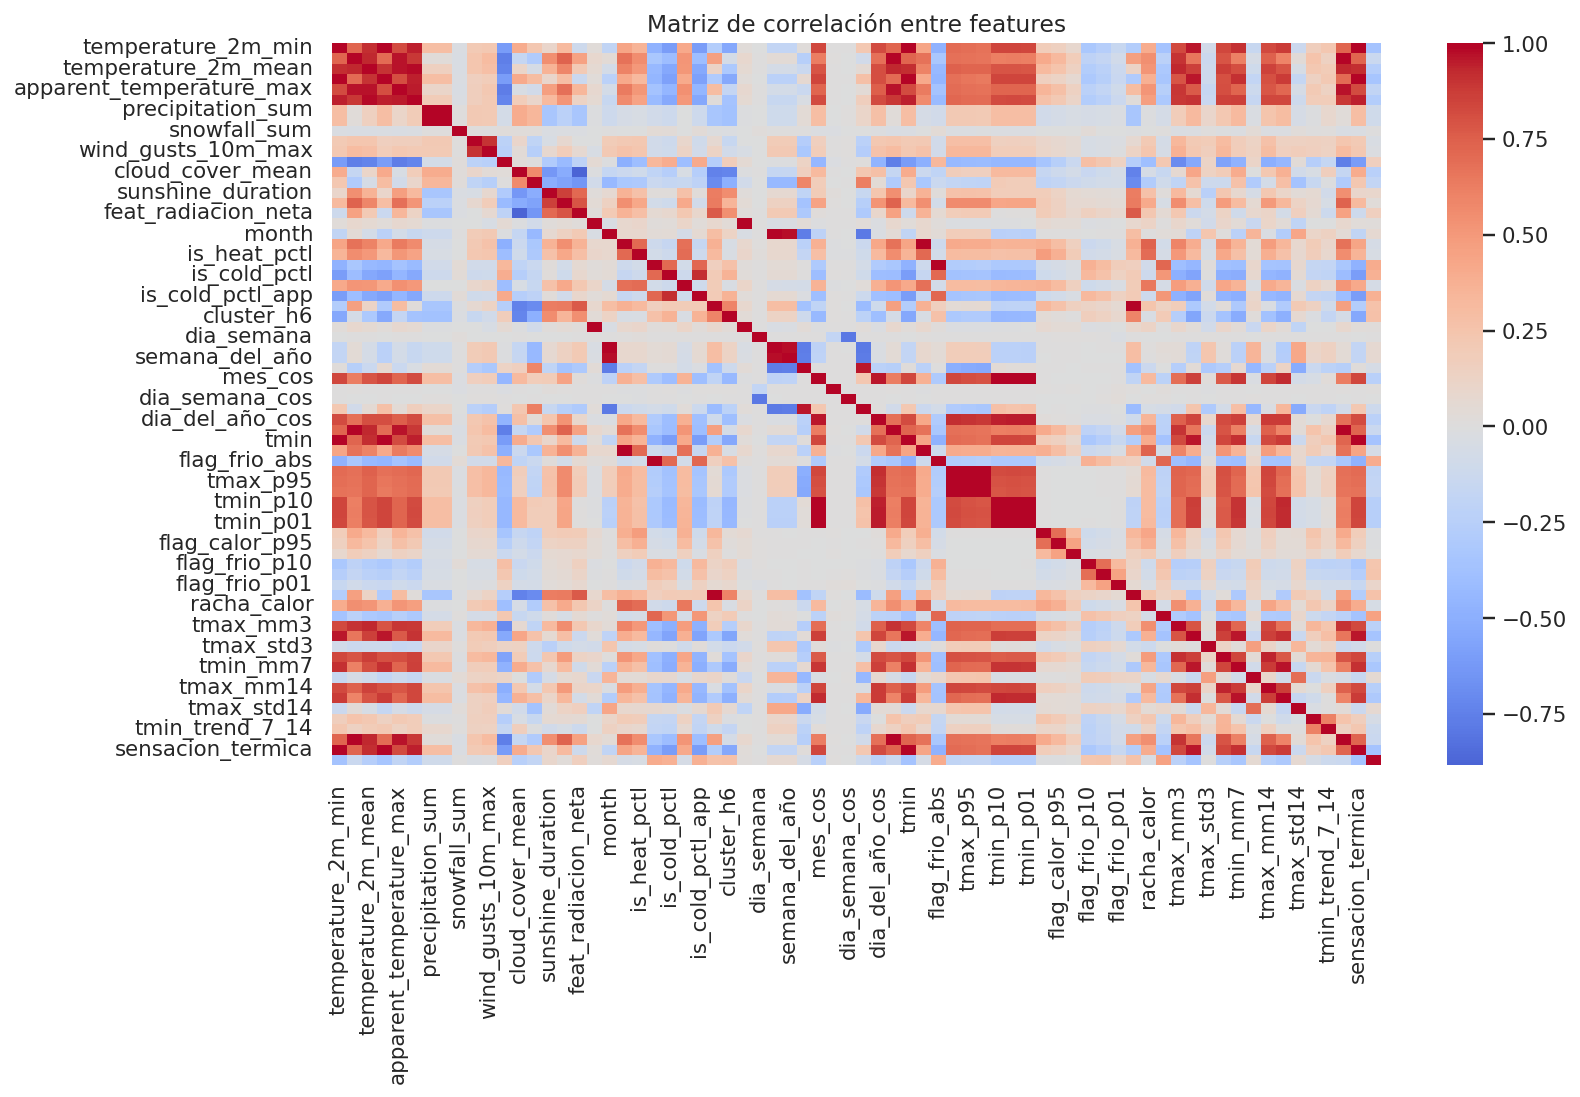 Matriz de correlación entre features
temperature_2m_min
temperature_2m_mean
apparent_temperature_max
precipitation_sum
snowfall_sum
wind_gusts_10m_max
cloud_cover_mean
sunshine_duration
feat_radiacion_neta
month
is_heat_pctl
is_cold_pctl
is_cold_pctl_app
cluster_h6
dia_semana
semana_del_año
mes_cos
dia_semana_cos
dia_del_año_cos
tmin
flag_frio_abs
tmax_p95
tmin_p10
tmin_p01
flag_calor_p95
flag_frio_p10
flag_frio_p01
racha_calor
tmax_mm3
tmax_std3
tmin_mm7
tmax_mm14
tmax_std14
tmin_trend_7_14
sensacion_termica
temperature_2m_min
temperature_2m_mean
apparent_temperature_max
precipitation_sum
snowfall_sum
wind_gusts_10m_max
cloud_cover_mean
sunshine_duration
feat_radiacion_neta
month
is_heat_pctl
is_cold_pctl
is_cold_pctl_app
cluster_h6
dia_semana
semana_del_año
mes_cos
dia_semana_cos
dia_del_año_cos
tmin
flag_frio_abs
tmax_p95
tmin_p10
tmin_p01
flag_calor_p95
flag_frio_p10
flag_frio_p01
racha_calor
tmax_mm3
tmax_std3
tmin_mm7
tmax_mm14
tmax_std14
tmin_trend_7_14
sensacion_termica
1.00
0.75
0.50
0.25
0.00
−0.25
−0.50
−0.75